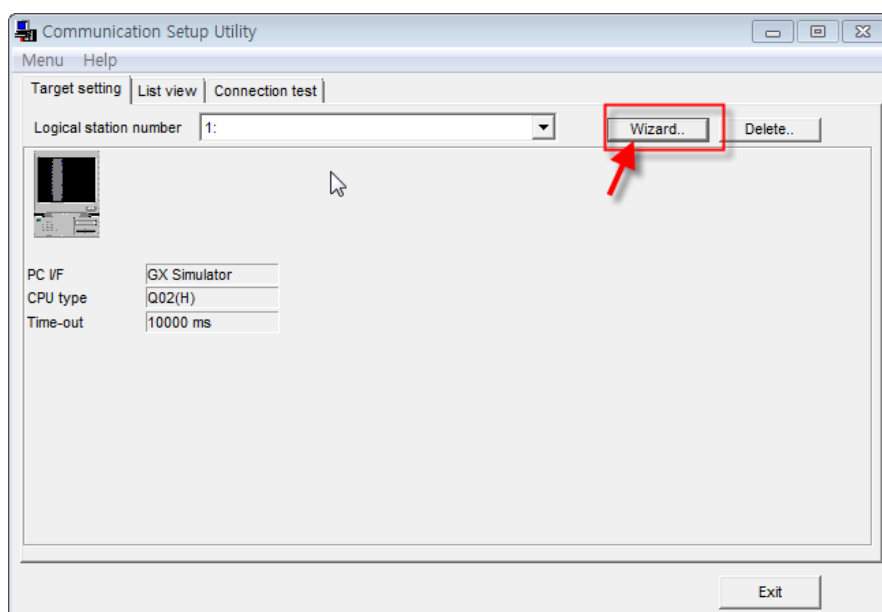 Communication Setup Utility
Menu Help
Target setting List view Connection test
Logical station number 1: Wizard.. Delete..
PC I/F GX Simulator
CPU type Q02(H)
Time-out 10000 ms
Exit